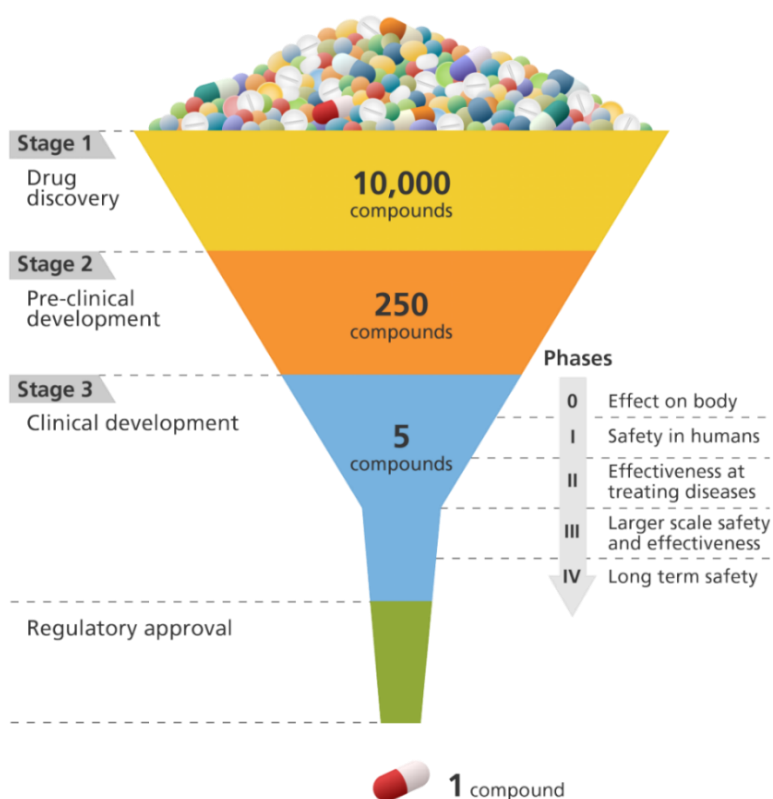 Stage 1
Drug
discovery
10,000
compounds
Stage 2
Pre-clinical
development
250
compounds
Stage 3
Clinical development
5
compounds
Phases
0 Effect on body
I Safety in humans
II Effectiveness at
treating diseases
III Larger scale safety
and effectiveness
IV Long term safety
Regulatory approval
1 compound